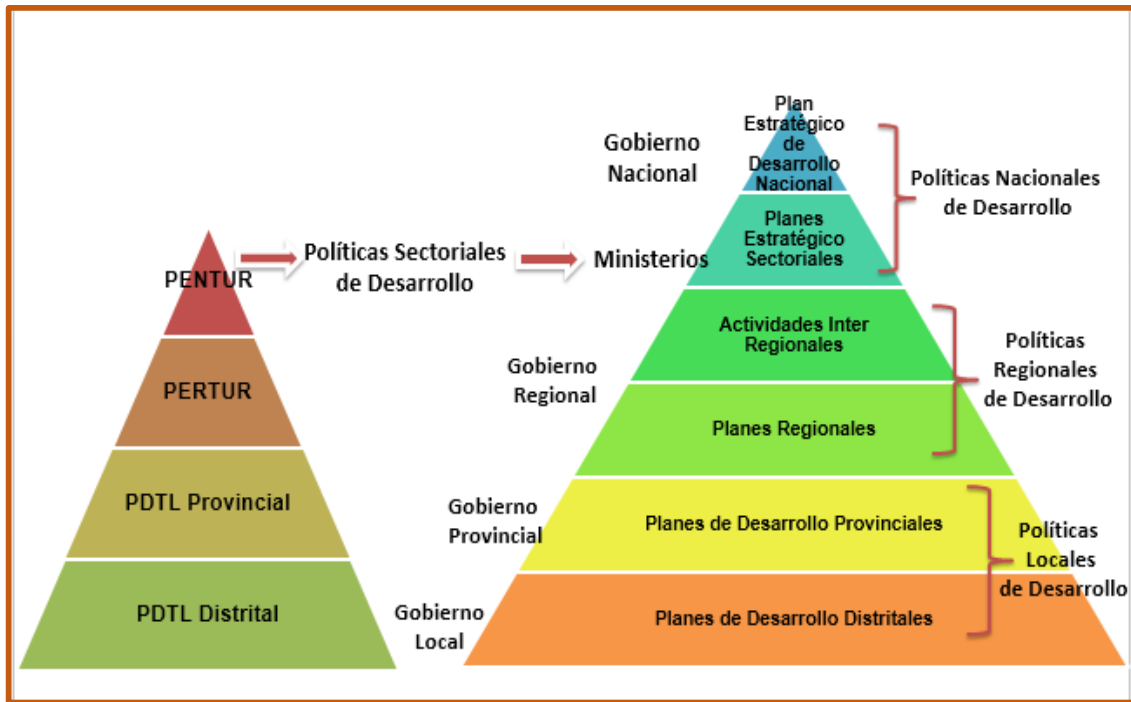 PENTUR
PERTUR
PDTL Provincial
PDTL Distrital
Políticas Sectoriales
de Desarrollo
Gobierno
Nacional
Ministerios
Gobierno
Regional
Gobierno
Provincial
Gobierno
Local
Plan
Estratégico
de
Desarrollo
Nacional
Planes
Estratégico
Sectoriales
Actividades Inter
Regionales
Planes Regionales
Planes de Desarrollo Provinciales
Planes de Desarrollo Distritales
Políticas Nacionales
de Desarrollo
Políticas
Regionales
de Desarrollo
Políticas
Locales
de Desarrollo